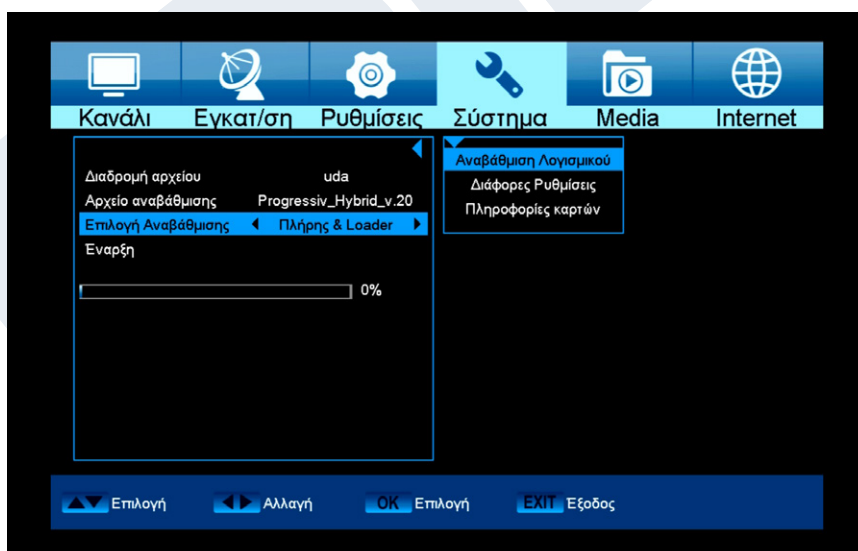 Κανάλι Εγκατ/ση Ρυθμίσεις Σύστημα Media Internet
Διαδρομή αρχείου uda
Αρχείο αναβάθμισης Progressiv_Hybrid_v.20
Επιλογή Αναβάθμισης Πλήρης & Loader
Έναρξη
0%
Αναβάθμιση Λογισμικού
Διάφορες Ρυθμίσεις
Πληροφορίες καρτών
Επιλογή Αλλαγή OK Επιλογή EXIT Έξοδος